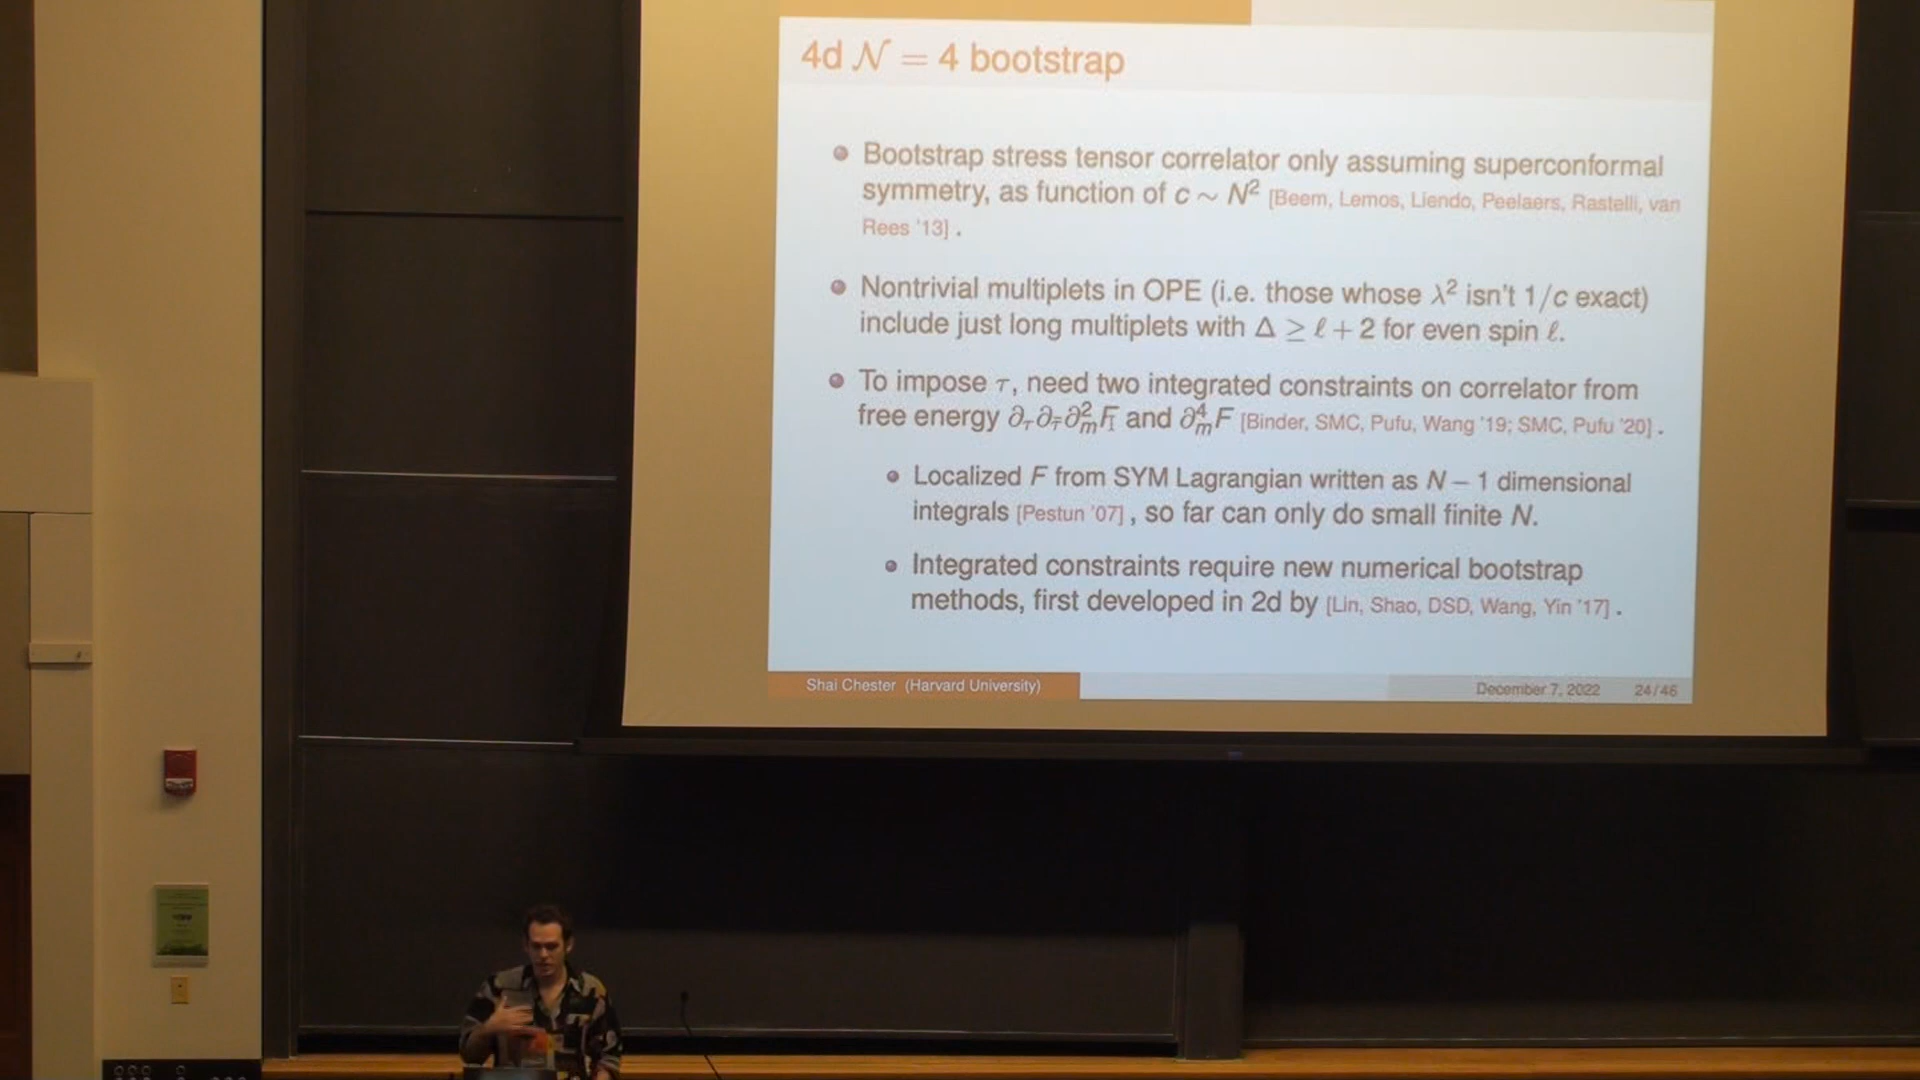 4d 𝒩 = 4 bootstrap
Bootstrap stress tensor correlator only assuming superconformal
symmetry, as function of c ∼ N² [Beem, Lemos, Liendo, Peelaers, Rastelli, van
Rees '13] .
Nontrivial multiplets in OPE (i.e. those whose λ² isn't 1/c exact)
include just long multiplets with Δ ≥ ℓ + 2 for even spin ℓ.
To impose τ, need two integrated constraints on correlator from
free energy ∂_τ∂_τ̄∂²_m F and ∂⁴_m F [Binder, SMC, Pufu, Wang '19; SMC, Pufu '20] .
Localized F from SYM Lagrangian written as N − 1 dimensional
integrals [Pestun '07] , so far can only do small finite N.
Integrated constraints require new numerical bootstrap
methods, first developed in 2d by [Lin, Shao, DSD, Wang, Yin '17] .
Shai Chester (Harvard University) December 7, 2022 24/46